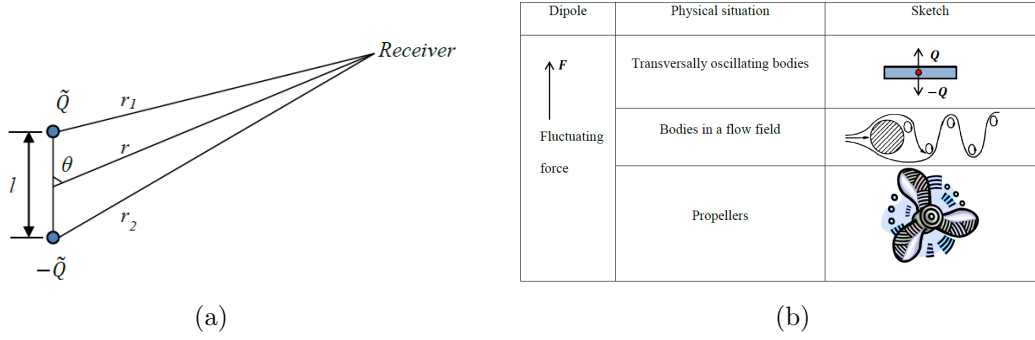 Receiver
Q̃
r1
r
θ
l
r2
−Q̃
(a)
Dipole Physical situation Sketch
F
Fluctuating
force
Transversally oscillating bodies
Q
−Q
Bodies in a flow field
Propellers
(b)